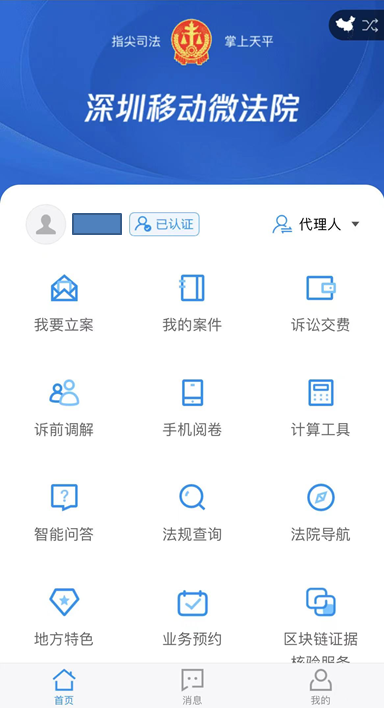 指尖司法 掌上天平
深圳移动微法院
已认证 代理人
我要立案 我的案件 诉讼交费
诉前调解 手机阅卷 计算工具
智能问答 法规查询 法院导航
地方特色 业务预约 区块链证据
核验服务
首页 消息 我的